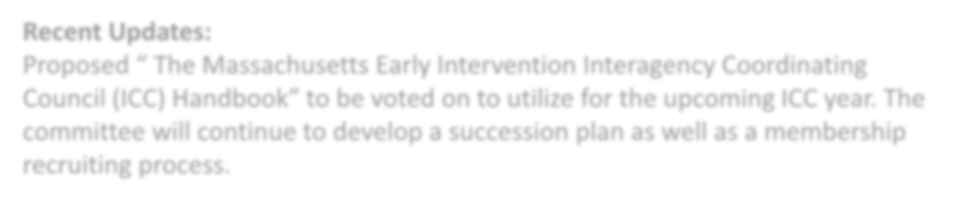 Recent Updates:
Proposed “ The Massachusetts Early Intervention Interagency Coordinating
Council (ICC) Handbook” to be voted on to utilize for the upcoming ICC year. The
committee will continue to develop a succession plan as well as a membership
recruiting process.